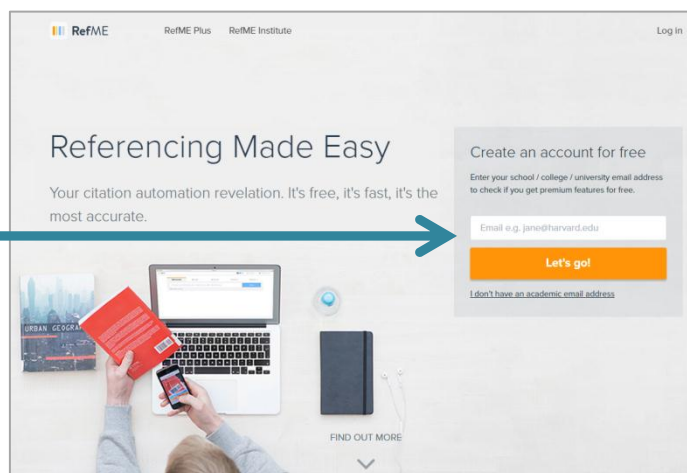 RefME
RefME Plus
RefME Institute
Log in
Referencing Made Easy
Your citation automation revelation. It's free, it's fast, it's the
most accurate.
Create an account for free
Enter your school / college / university email address
to check if you get premium features for free.
Email e.g. jane@harvard.edu
Let's go!
I don't have an academic email address
URBAN GEOGRA
FIND OUT MORE